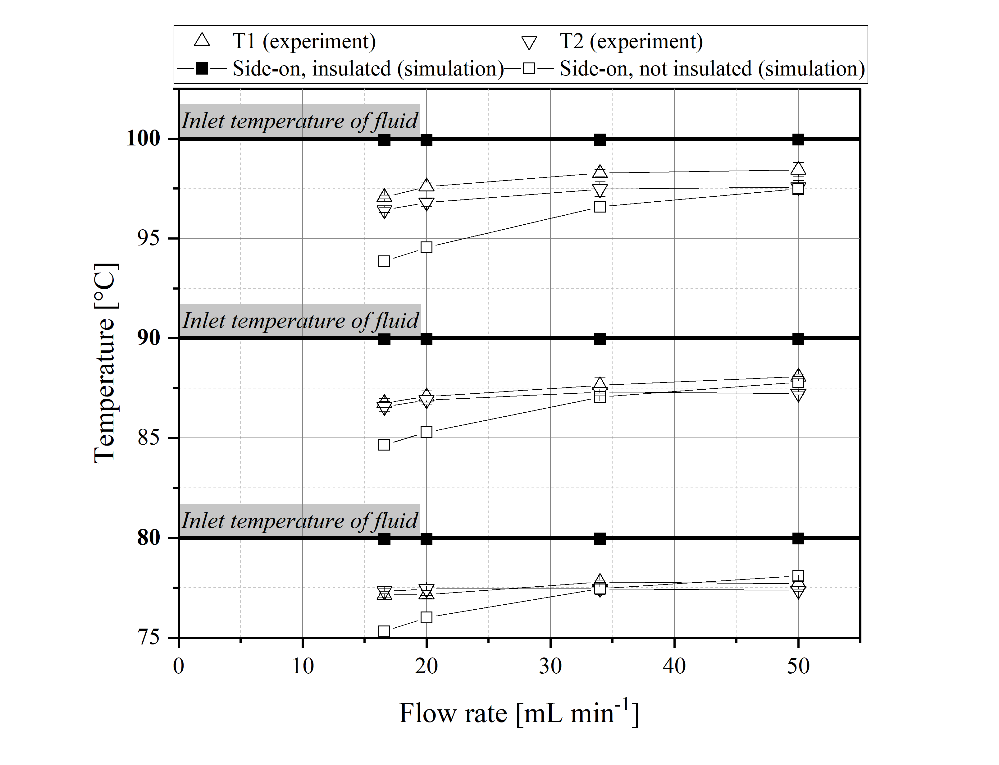 T1 (experiment) T2 (experiment)
Side-on, insulated (simulation) Side-on, not insulated (simulation)
Inlet temperature of fluid
100
95
Inlet temperature of fluid
90
85
Inlet temperature of fluid
80
75
Temperature [°C]
0 10 20 30 40 50
Flow rate [mL min⁻¹]